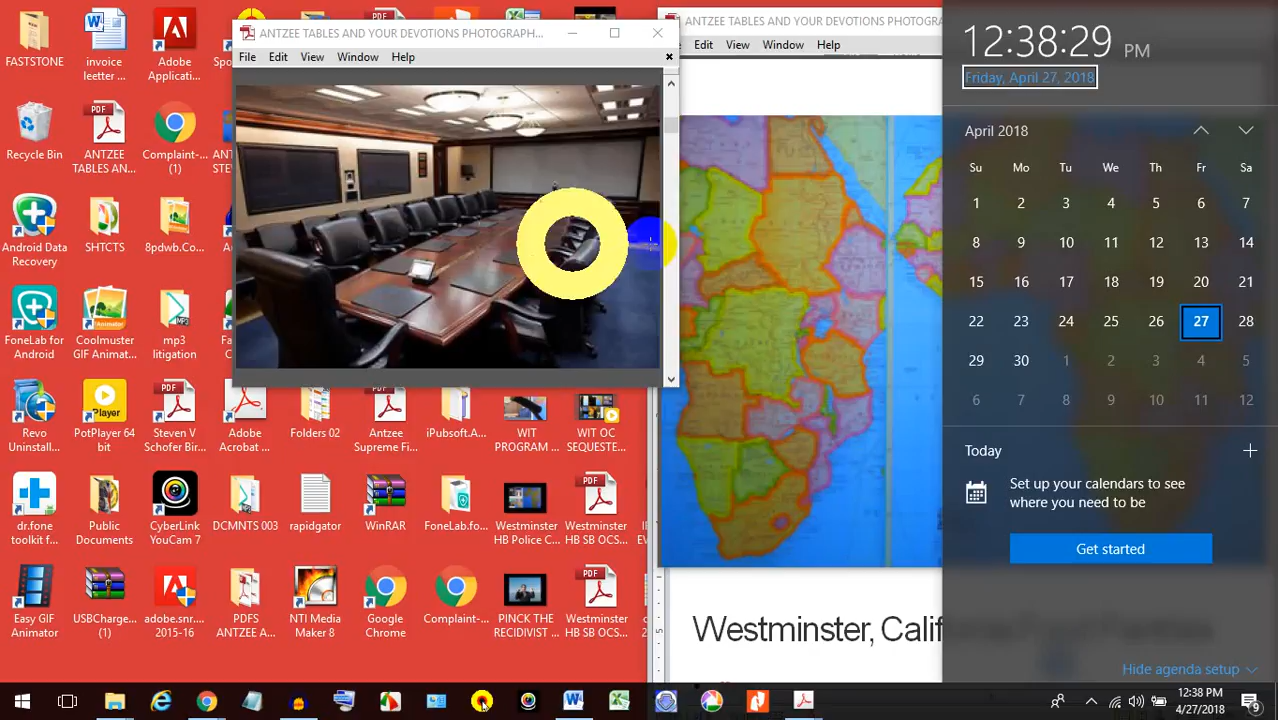 FASTSTONE
invoice
leetter ...
Adobe
Applicati...
Recycle Bin
PDF
ANTZEE
TABLES AN...
Complaint-...
(1)
Android Data
Recovery
SHTCTS
8pdwb.Co...
FoneLab for
Android
Coolmuster
GIF Animat...
mp3
litigation
Revo
Uninstall...
Player
PotPlayer 64
bit
PDF
Steven V
Schofer Bir...
Adobe
Acrobat ...
Folders 02
PDF
Antzee
Supreme Fi...
iPubsoft.A...
WIT
PROGRAM ...
WIT OC
SEQUESTE...
dr.fone
toolkit f...
Public
Documents
CyberLink
YouCam 7
DCMNTS 003
rapidgator
WinRAR
FoneLab.fo...
Westminster
HB Police C...
PDF
Westminster
HB SB OCS...
Easy GIF
Animator
USBCharge...
(1)
adobe.snr...
2015-16
PDFS
ANTZEE A...
NTI Media
Maker 8
Google
Chrome
Complaint-...
PINCK THE
RECIDIVIST ...
PDF
Westminster
HB SB OCS...
ANTZEE TABLES AND YOUR DEVOTIONS PHOTOGRAPH...
File Edit View Window Help
ANTZEE TABLES AND YOUR DEVOTIONS PHOTOGRAPH
Edit View Window Help
Westminster, Calif
12:38:29 PM
Friday, April 27, 2018
April 2018
Su Mo Tu We Th Fr Sa
1 2 3 4 5 6 7
8 9 10 11 12 13 14
15 16 17 18 19 20 21
22 23 24 25 26 27 28
29 30 1 2 3 4 5
6 7 8 9 10 11 12
Today
Set up your calendars to see
where you need to be
Get started
Hide agenda setup
12:38 PM
4/27/2018
9